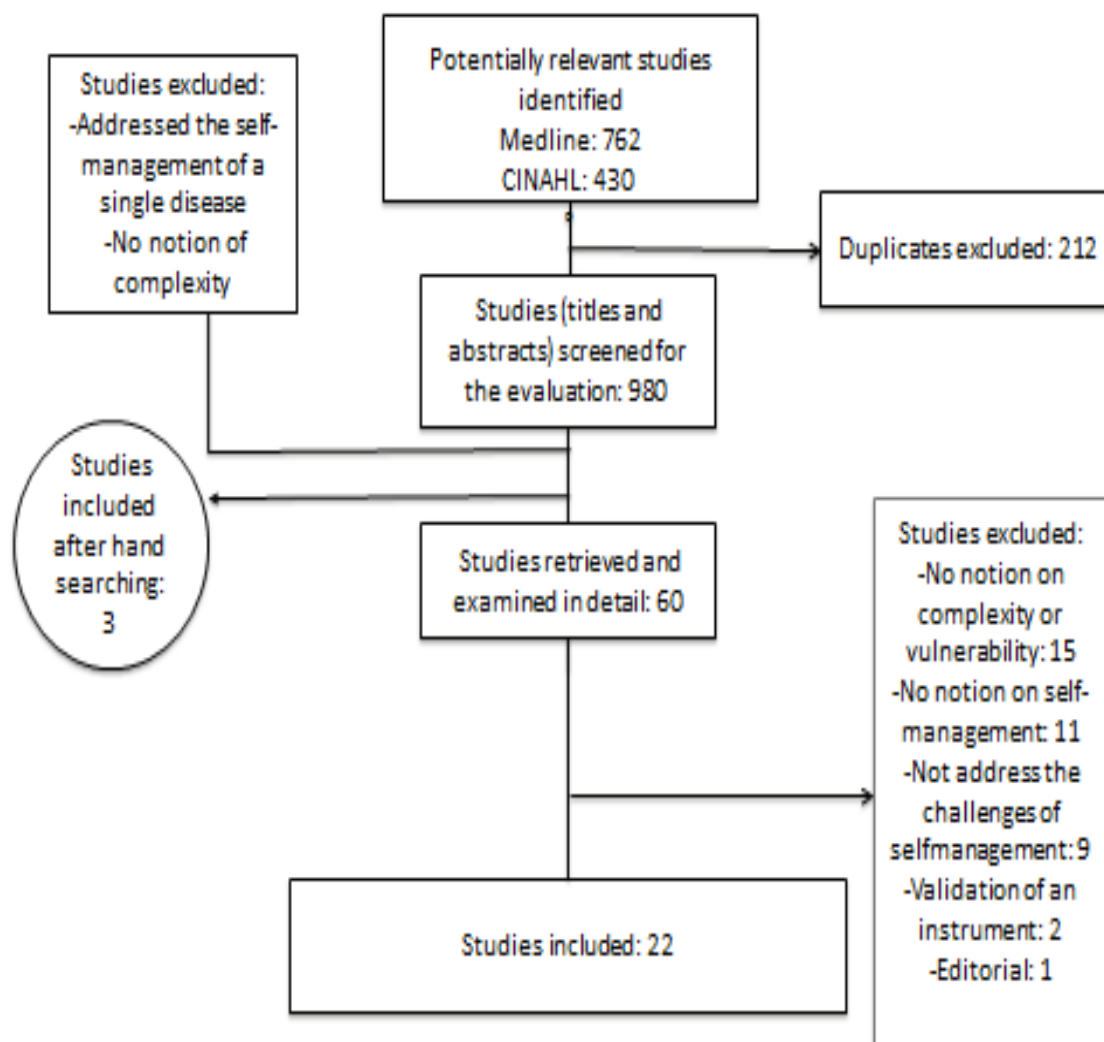 Potentially relevant studies
identified
Medline: 762
CINAHL: 430
Studies excluded:
-Addressed the self-
management of a
single disease
-No notion of
complexity
Duplicates excluded: 212
Studies (titles and
abstracts) screened for
the evaluation: 980
Studies
included
after hand
searching:
3
Studies retrieved and
examined in detail: 60
Studies excluded:
-No notion on
complexity or
vulnerability: 15
-No notion on self-
management: 11
-Not address the
challenges of
selfmanagement: 9
-Validation of an
instrument: 2
-Editorial: 1
Studies included: 22